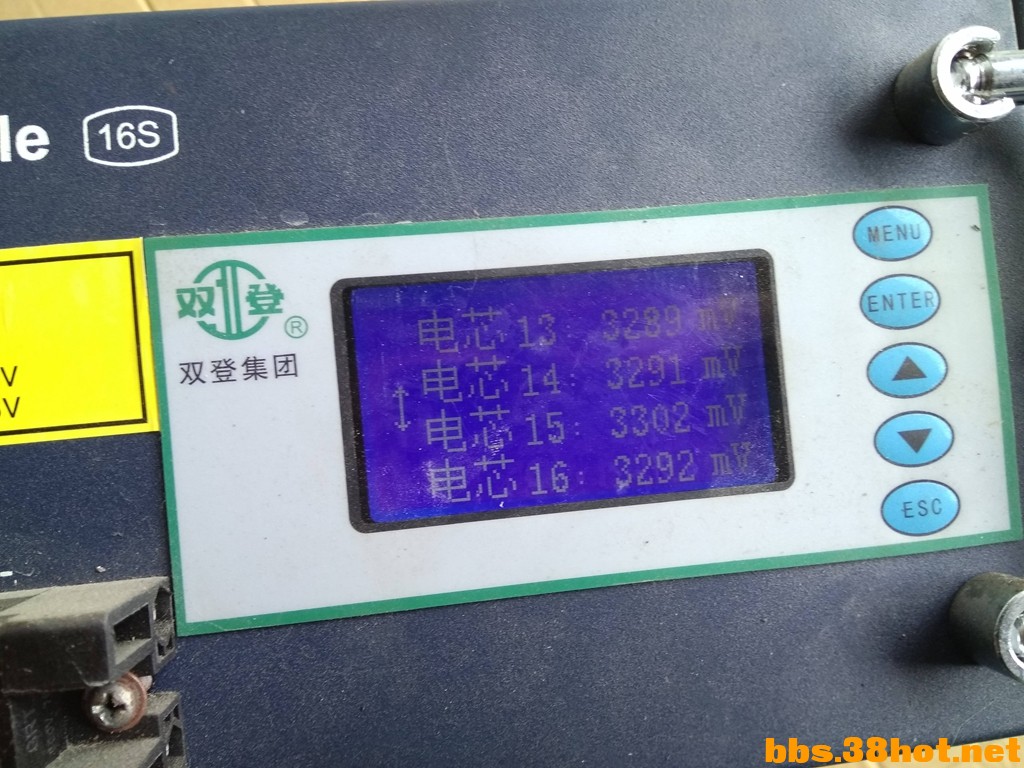 le 16S
V
V
双登
®
双登集团
电芯13: 3289 mV
电芯14: 3291 mV
电芯15: 3302 mV
电芯16: 3292 mV
MENU
ENTER
ESC
bbs.38hot.net